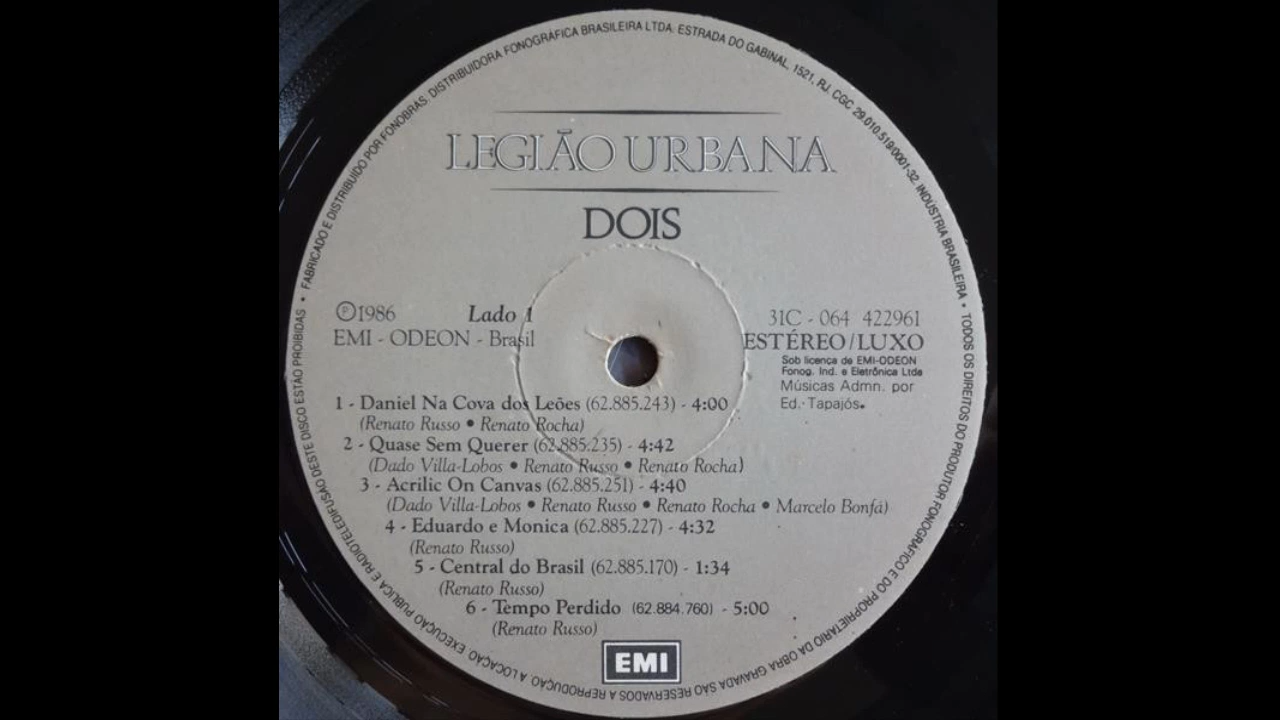 FABRICADO E DISTRIBUIDO POR FONOBRAS. DISTRIBUIDORA FONOGRÁFICA BRASILEIRA LTDA. ESTRADA DO GABINAL, 1521, RJ. CGC 29.010.519/0001-32. INDUSTRIA BRASILEIRA • TODOS OS DIREITOS DO PRODUTOR FONOGRÁFICO E DO PROPRIETARIO DA OBRA GRAVADA SÃO RESERVADOS A REPRODUÇÃO A LOCAÇÃO, EXECUÇÃO PUBLICA E RADIOTELEDIFUSÃO DESTE DISCO ESTÃO PROIBIDAS •
LEGIÃO URBANA
DOIS
Ⓟ1986 Lado 1
EMI - ODEON - Brasil
31C - 064 422961
ESTÉREO/LUXO
Sob licença de EMI-ODEON
Fonog. Ind. e Eletrônica Ltda
Músicas Admn. por
Ed. Tapajós.
1 - Daniel Na Cova dos Leões (62.885.243) - 4:00
(Renato Russo • Renato Rocha)
2 - Quase Sem Querer (62.885.235) - 4:42
(Dado Villa-Lobos • Renato Russo • Renato Rocha)
3 - Acrilic On Canvas (62.885.251) - 4:40
(Dado Villa-Lobos • Renato Russo • Renato Rocha • Marcelo Bonfá)
4 - Eduardo e Monica (62.885.227) - 4:32
(Renato Russo)
5 - Central do Brasil (62.885.170) - 1:34
(Renato Russo)
6 - Tempo Perdido (62.884.760) - 5:00
(Renato Russo)
EMI